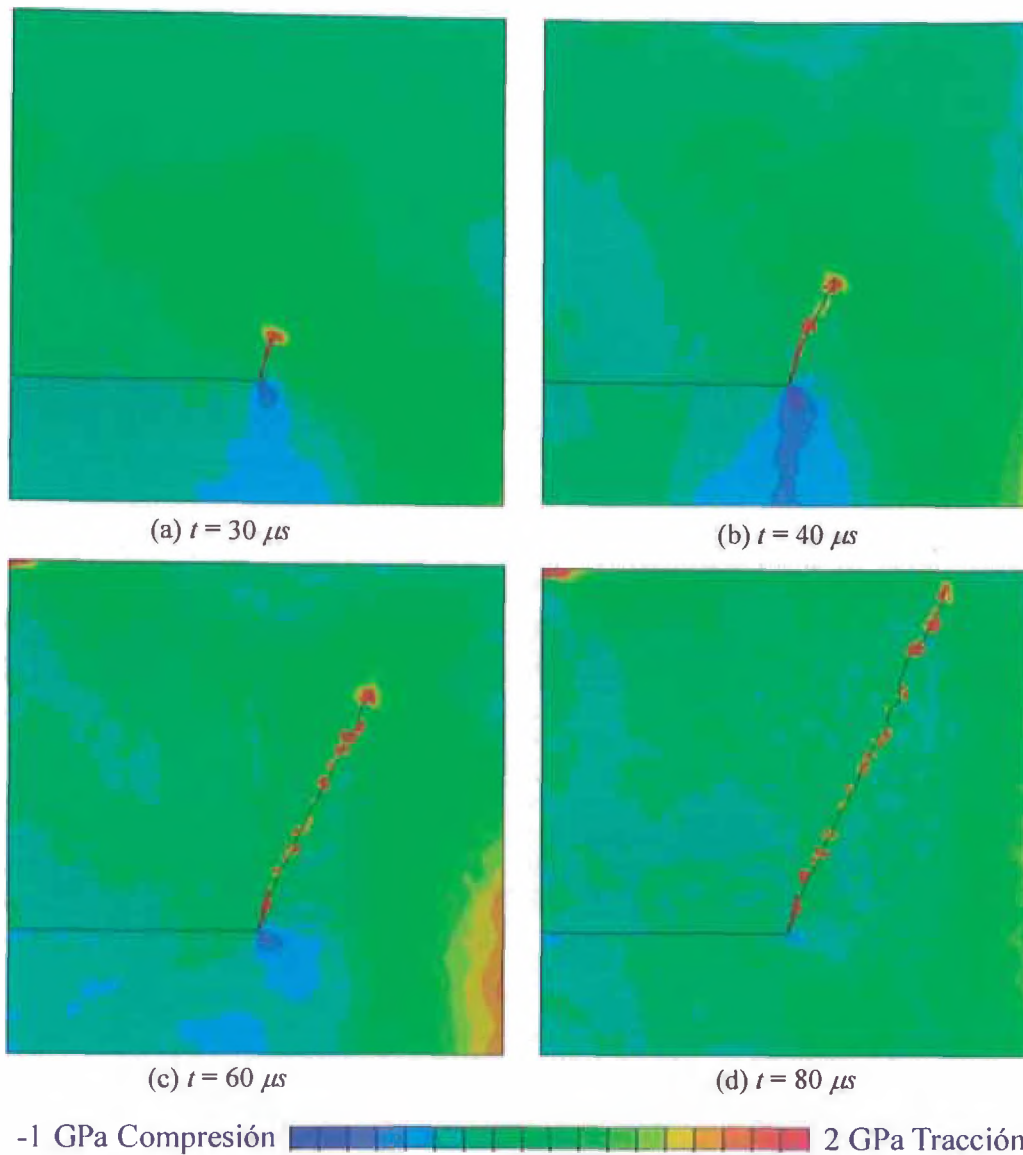 (a) t = 30 μs
(b) t = 40 μs
(c) t = 60 μs
(d) t = 80 μs
-1 GPa Compresión 2 GPa Tracción